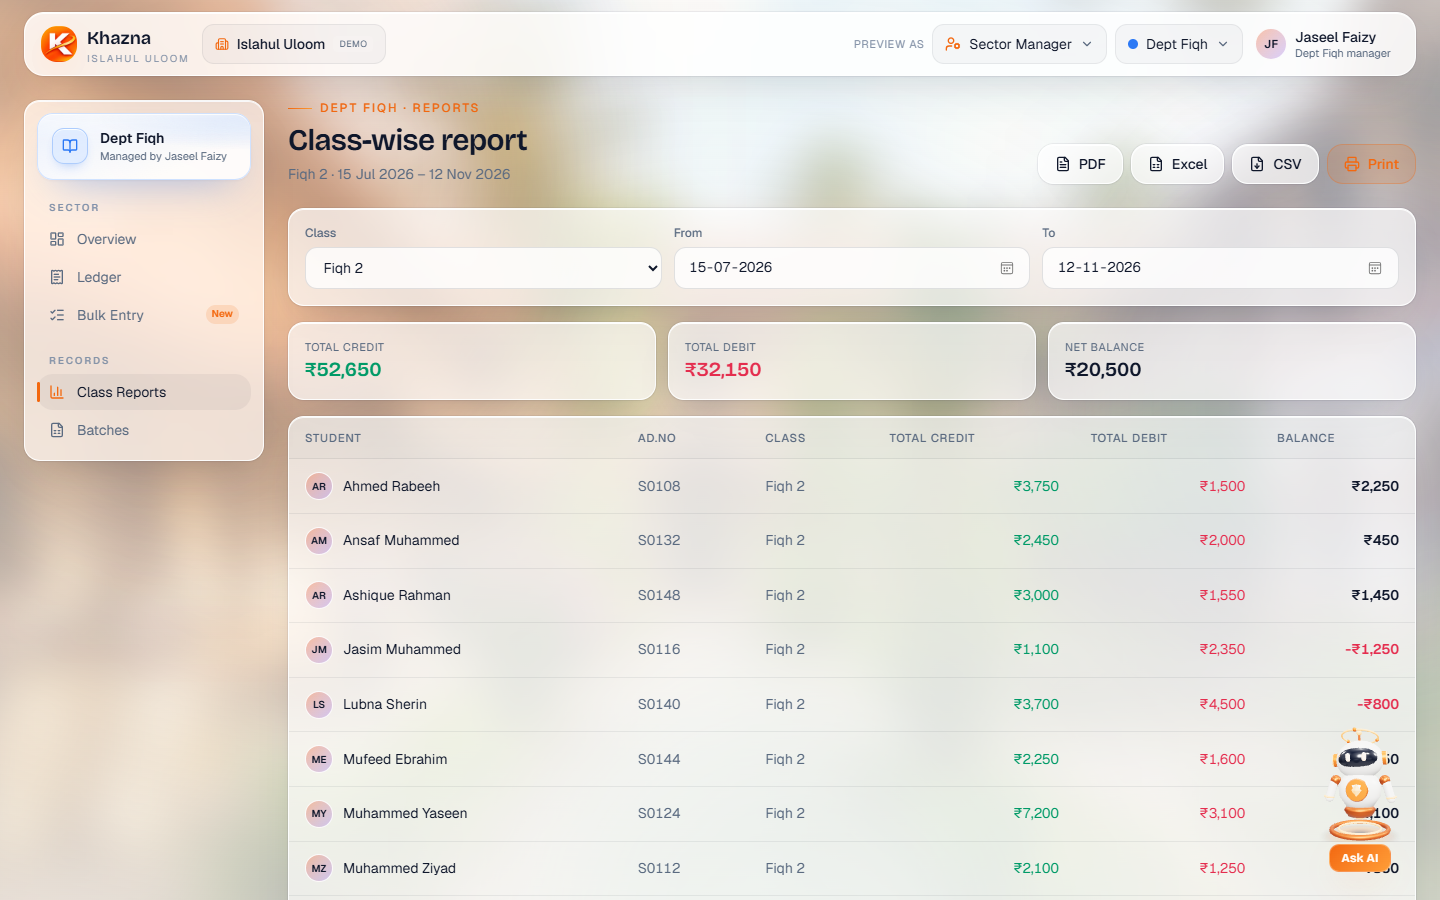 Khazna
ISLAHUL ULOOM
Islahul Uloom DEMO
PREVIEW AS
Sector Manager
Dept Fiqh
JF
Jaseel Faizy
Dept Fiqh manager
Dept Fiqh
Managed by Jaseel Faizy
SECTOR
Overview
Ledger
Bulk Entry New
RECORDS
Class Reports
Batches
DEPT FIQH · REPORTS
Class-wise report
Fiqh 2 · 15 Jul 2026 – 12 Nov 2026
PDF
Excel
CSV
Print
Class From To
Fiqh 2 15-07-2026 12-11-2026
TOTAL CREDIT
₹52,650
TOTAL DEBIT
₹32,150
NET BALANCE
₹20,500
STUDENT AD.NO CLASS TOTAL CREDIT TOTAL DEBIT BALANCE
AR Ahmed Rabeeh S0108 Fiqh 2 ₹3,750 ₹1,500 ₹2,250
AM Ansaf Muhammed S0132 Fiqh 2 ₹2,450 ₹2,000 ₹450
AR Ashique Rahman S0148 Fiqh 2 ₹3,000 ₹1,550 ₹1,450
JM Jasim Muhammed S0116 Fiqh 2 ₹1,100 ₹2,350 -₹1,250
LS Lubna Sherin S0140 Fiqh 2 ₹3,700 ₹4,500 -₹800
ME Mufeed Ebrahim S0144 Fiqh 2 ₹2,250 ₹1,600
MY Muhammed Yaseen S0124 Fiqh 2 ₹7,200 ₹3,100
MZ Muhammed Ziyad S0112 Fiqh 2 ₹2,100 ₹1,250
Ask AI